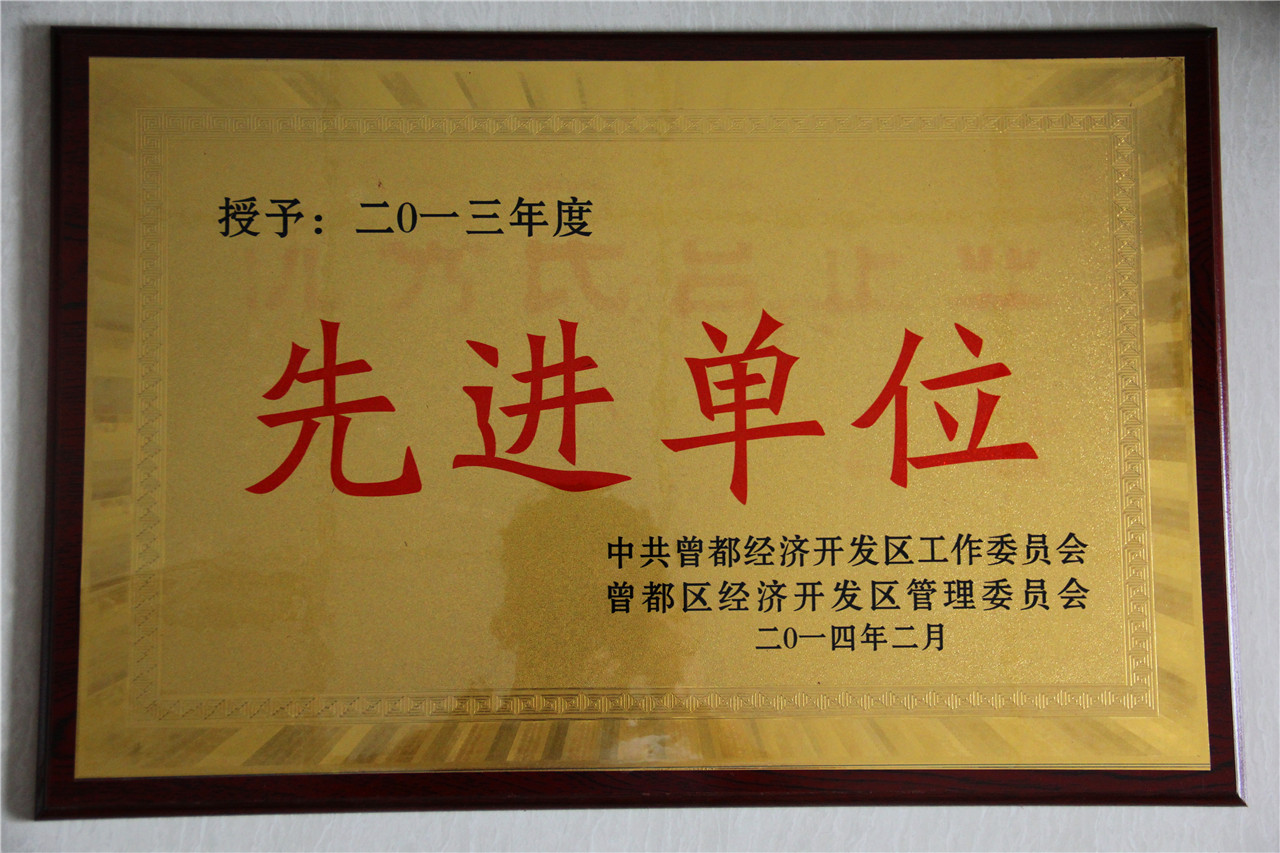 授予：二0一三年度
先进单位
中共曾都经济开发区工作委员会
曾都区经济开发区管理委员会
二0一四年二月